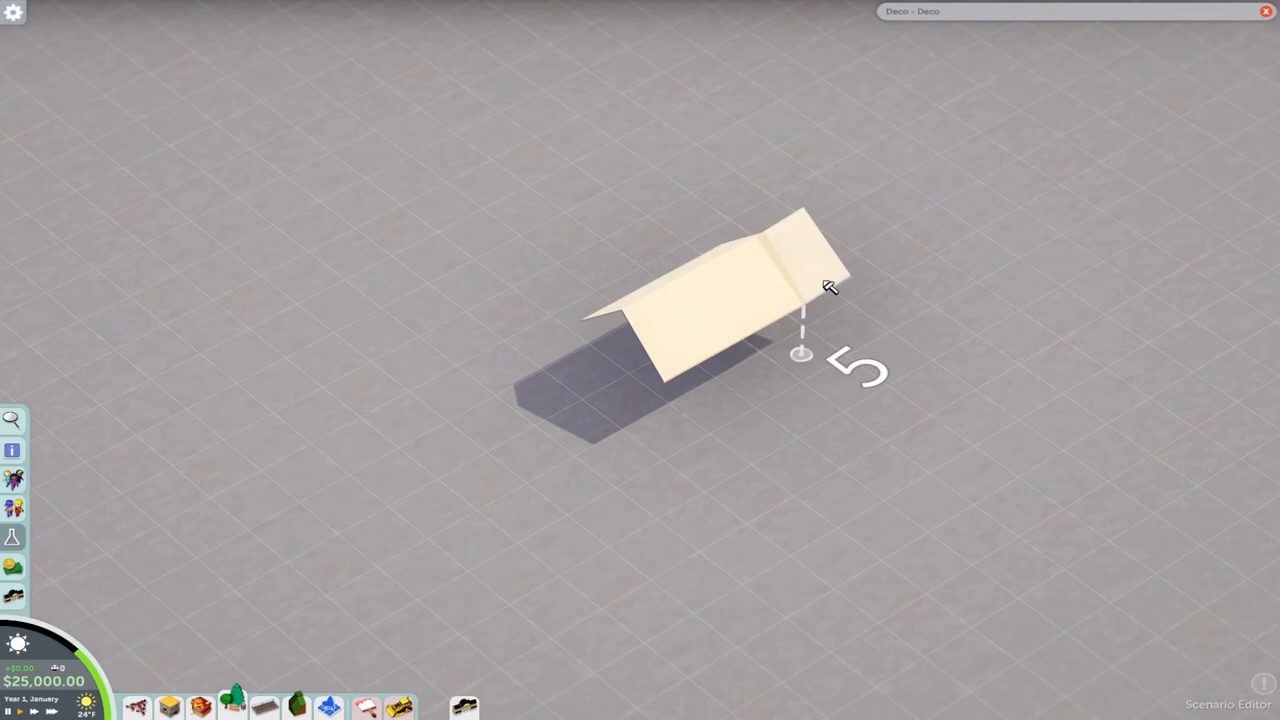 Deco - Deco
5
+$0.00 0
$25,000.00
Year 1, January
24°F
Scenario Editor